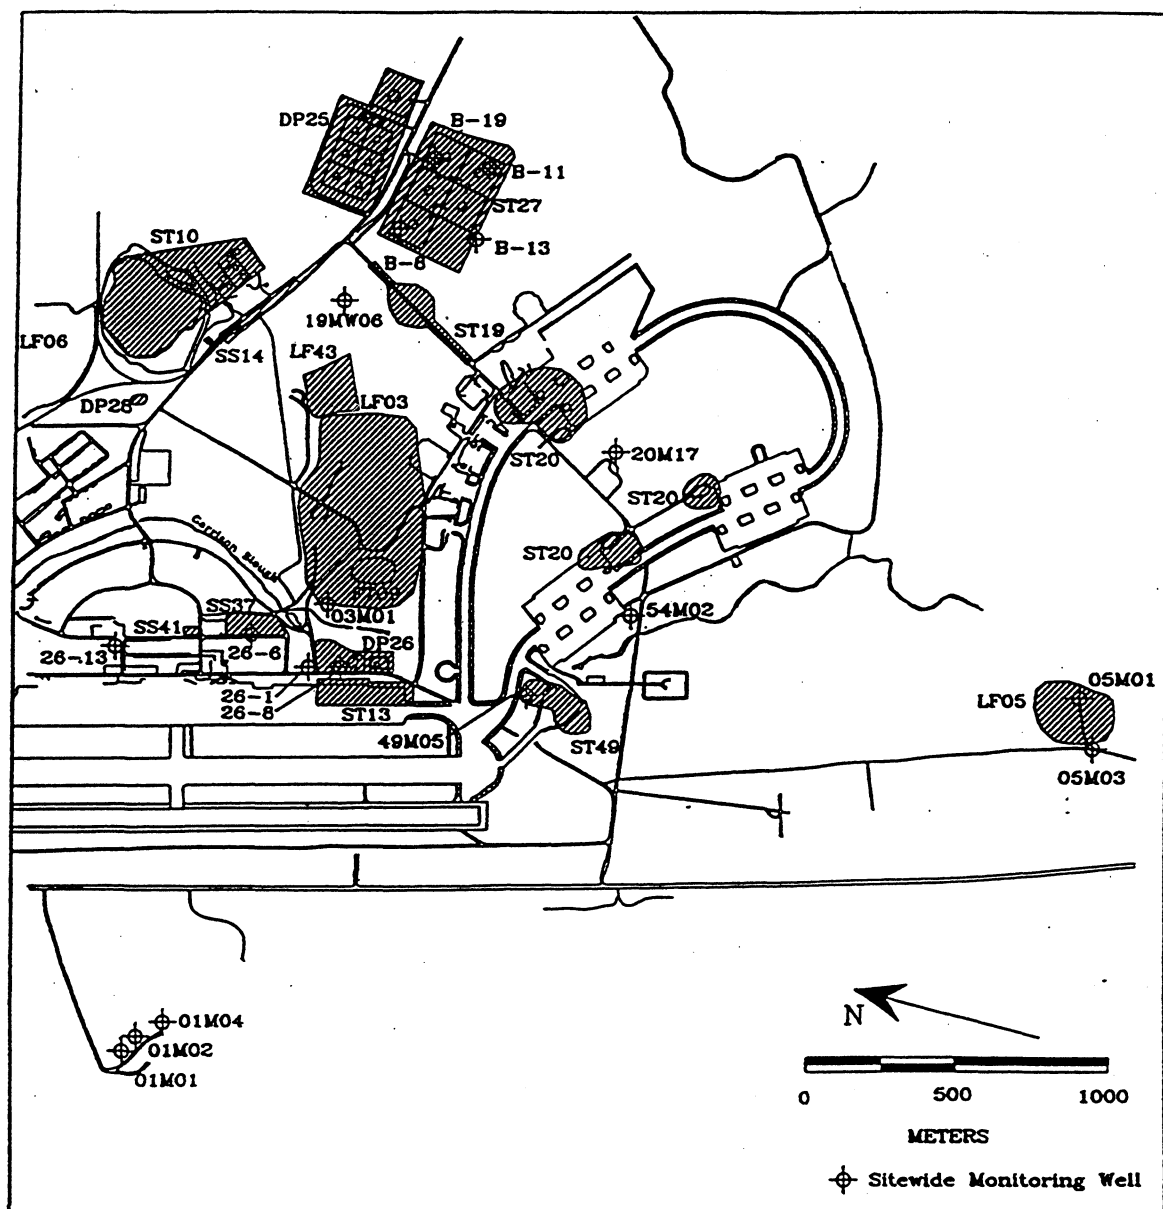 DP25
B-19
B-11
ST27
B-13
B-6
ST10
19MW06
ST19
LF06
SS14
LF43
LF03
DP28
ST20
20M17
ST20
ST20
Garrison Slough
03M01
54M02
SS37
SS41
26-13
26-6
DP26
26-1
26-8
ST13
49M05
ST49
LF05
05M01
05M03
01M04
01M02
01M01
N
0 500 1000
METERS
Sitewide Monitoring Well